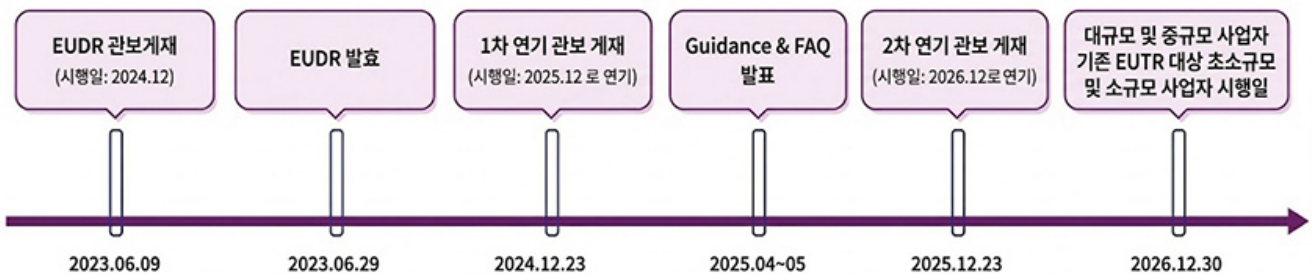 EUDR 관보게재
(시행일: 2024.12)
EUDR 발효
1차 연기 관보 게재
(시행일: 2025.12 로 연기)
Guidance & FAQ
발표
2차 연기 관보 게재
(시행일: 2026.12로연기)
대규모 및 중규모 사업자
기존 EUTR 대상 초소규모
및 소규모 사업자 시행일
2023.06.09
2023.06.29
2024.12.23
2025.04~05
2025.12.23
2026.12.30